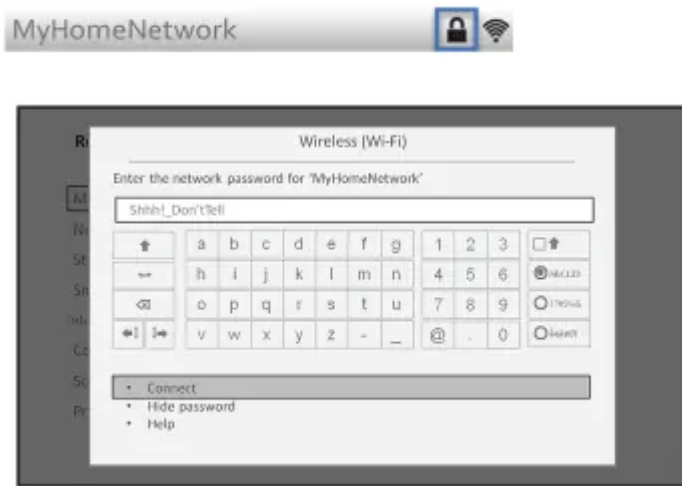 MyHomeNetwork
Wireless (Wi-Fi)
Enter the network password for 'MyHomeNetwork'
Shhh!_Don'tTell
a b c d e f g 1 2 3
h i j k l m n 4 5 6
o p q r s t u 7 8 9
v w x y z - _ @ . 0
• Connect
• Hide password
• Help